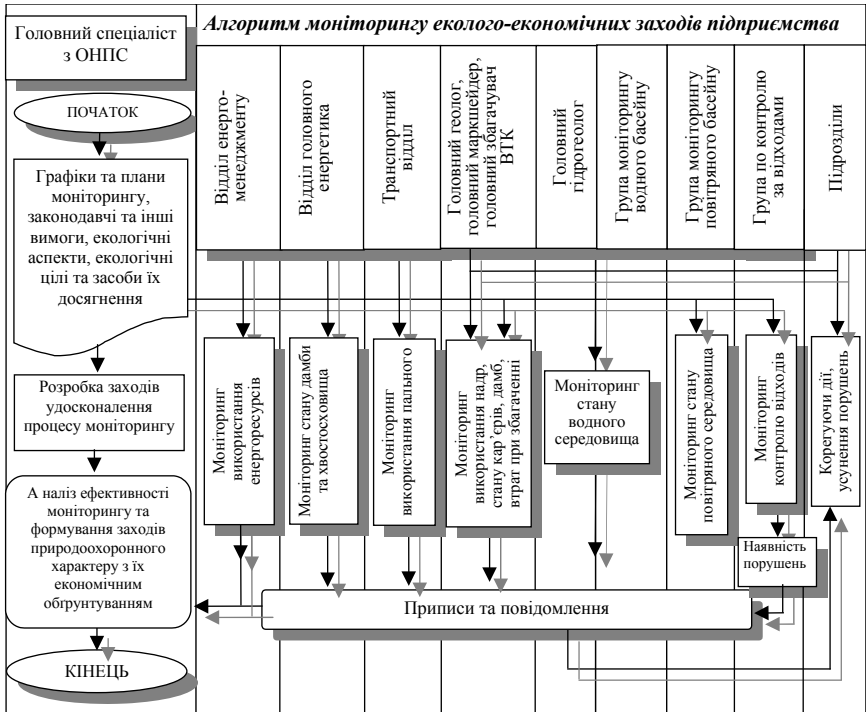 Алгоритм моніторингу еколого-економічних заходів підприємства
Головний спеціаліст
з ОНПС
ПОЧАТОК
Графіки та плани
моніторингу,
законодавчі та інші
вимоги, екологічні
аспекти, екологічні
цілі та засоби їх
досягнення
Розробка заходів
удосконалення
процесу моніторингу
А наліз ефективності
моніторингу та
формування заходів
природоохоронного
характеру з їх
економічним
обґрунтуванням
КІНЕЦЬ
Відділ енерго-
менеджменту
Відділ головного
енергетика
Транспортний
відділ
Головний геолог,
головний маркшейдер,
головний збагачувач
ВТК
Головний
гідрогеолог
Група моніторингу
водного басейну
Група моніторингу
повітряного басейну
Група по контролю
за відходами
Підрозділи
Моніторинг
використання
енергоресурсів
Моніторинг стану дамби
та хвостосховища
Моніторинг
використання пального
Моніторинг
використання надр,
стану кар’єрів, дамб,
втрат при збагаченні
Моніторинг
стану
водного
середовища
Моніторинг стану
повітряного середовища
Моніторинг
контролю відходів
Корегуючи дії,
усунення порушень
Наявність
порушень
Приписи та повідомлення